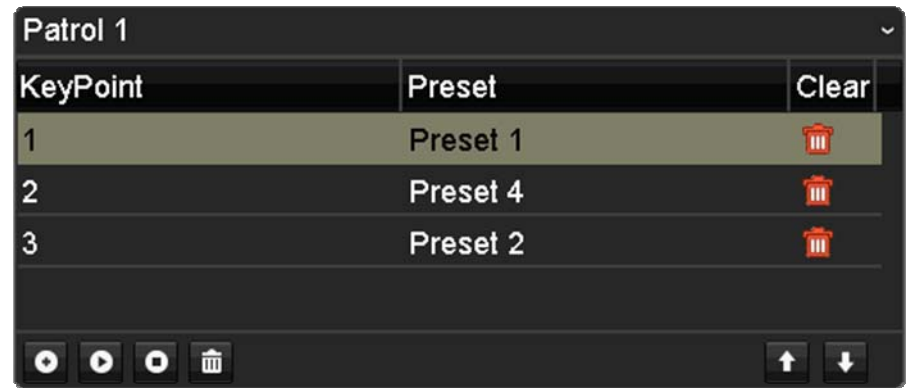 Patrol 1
KeyPoint Preset Clear
1 Preset 1
2 Preset 4
3 Preset 2